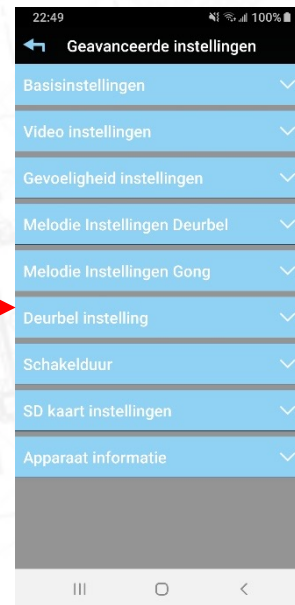 22:49 100%
Geavanceerde instellingen
Basisinstellingen
Video instellingen
Gevoeligheid instellingen
Melodie Instellingen Deurbel
Melodie Instellingen Gong
Deurbel instelling
Schakelduur
SD kaart instellingen
Apparaat informatie